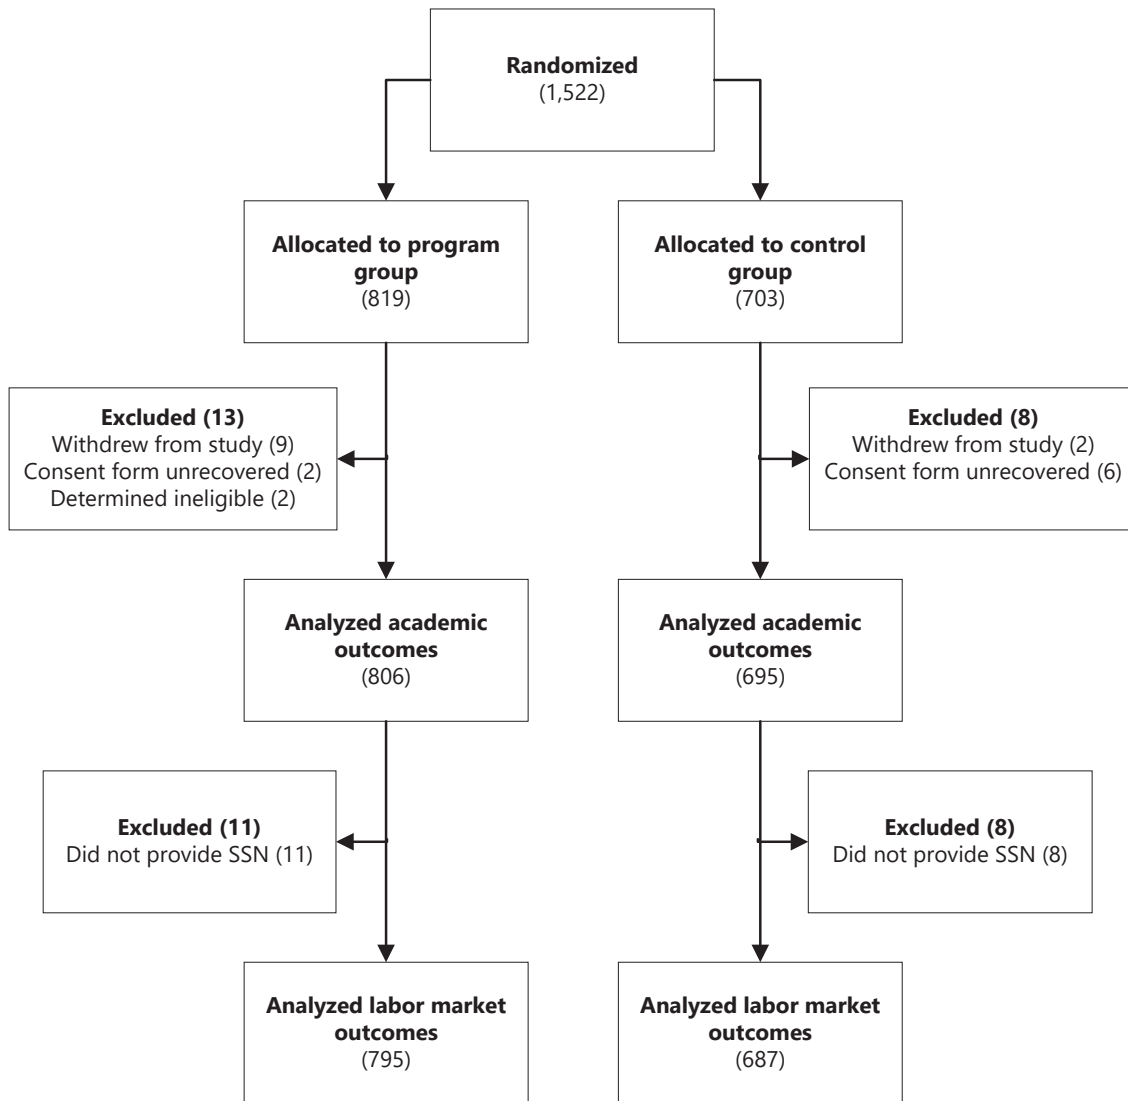 Randomized
(1,522)
Allocated to program
group
(819)
Allocated to control
group
(703)
Excluded (13)
Withdrew from study (9)
Consent form unrecovered (2)
Determined ineligible (2)
Excluded (8)
Withdrew from study (2)
Consent form unrecovered (6)
Analyzed academic
outcomes
(806)
Analyzed academic
outcomes
(695)
Excluded (11)
Did not provide SSN (11)
Excluded (8)
Did not provide SSN (8)
Analyzed labor market
outcomes
(795)
Analyzed labor market
outcomes
(687)